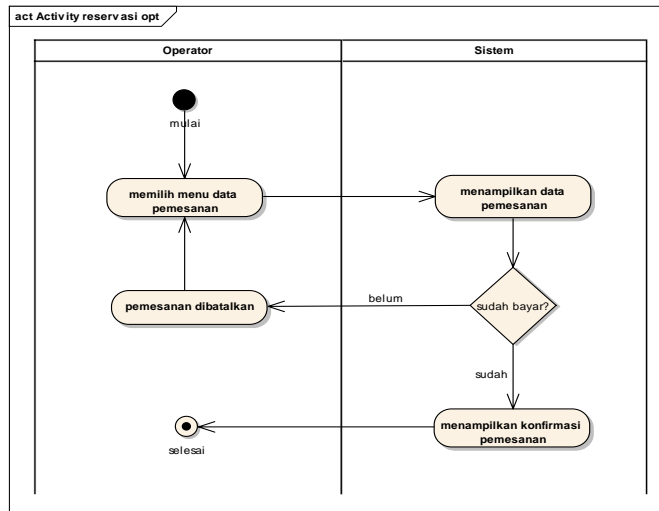 act Activity reservasi opt
Operator
Sistem
mulai
memilih menu data
pemesanan
menampilkan data
pemesanan
pemesanan dibatalkan
belum
sudah bayar?
sudah
menampilkan konfirmasi
pemesanan
selesai